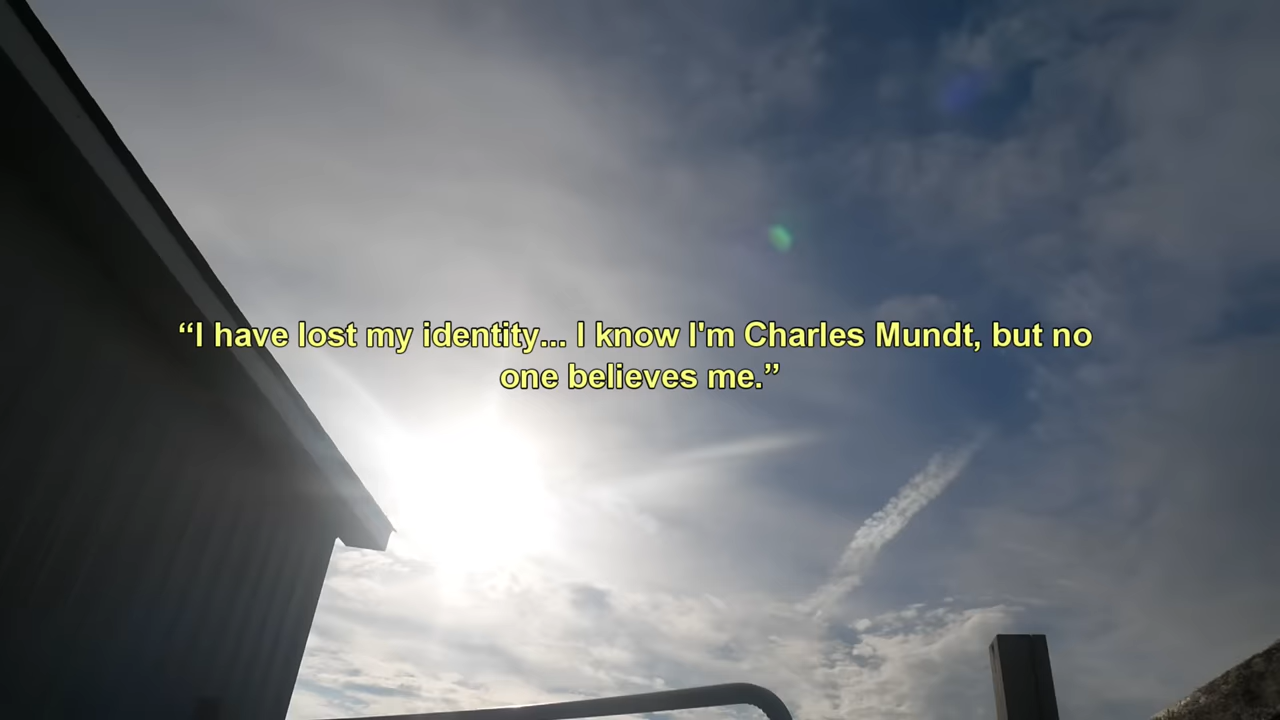 “I have lost my identity... I know I'm Charles Mundt, but no
one believes me.”